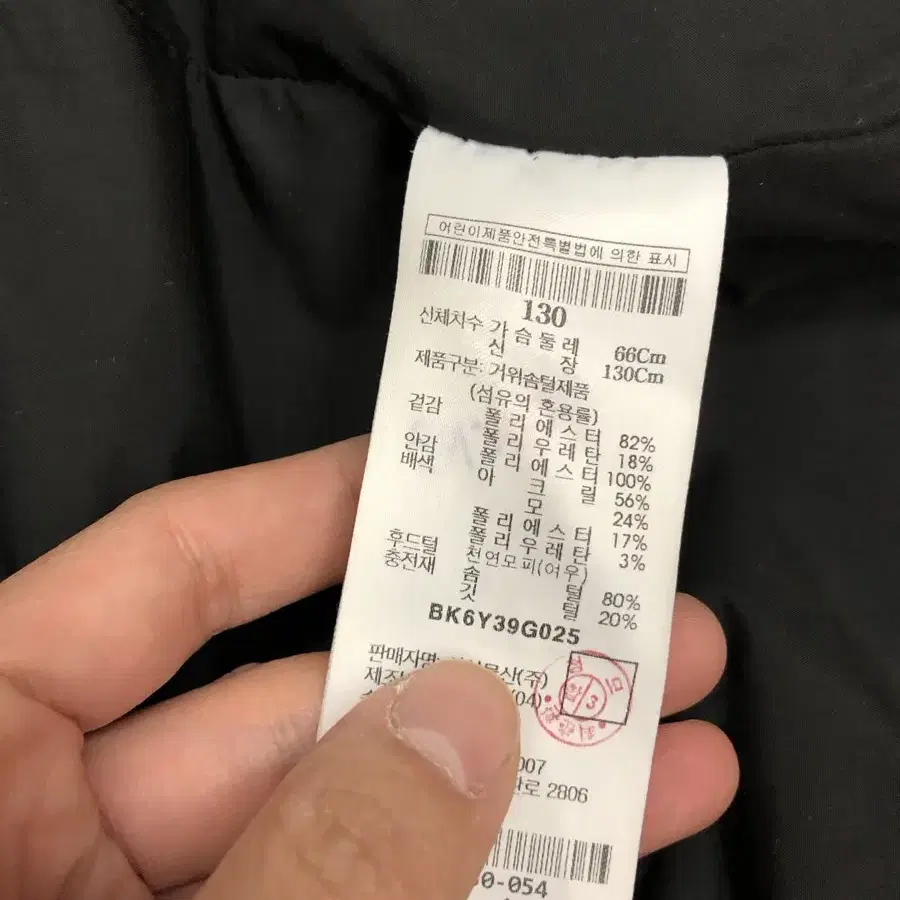 어린이제품안전특별법에 의한 표시
130
신체치수 가슴둘레 66Cm
신장 130Cm
제품구분: 거위솜털제품
(섬유의 혼용률)
겉감 폴리에스터 82%
폴리우레탄 18%
안감 폴리에스터 100%
배색 아크릴 56%
모 24%
폴리에스터 17%
폴리우레탄 3%
후드털 천연모피(여우)
충전재 솜털 80%
깃털 20%
BK6Y39G025
판매자명 물산(주)
(04)
007
로 2806
0-054